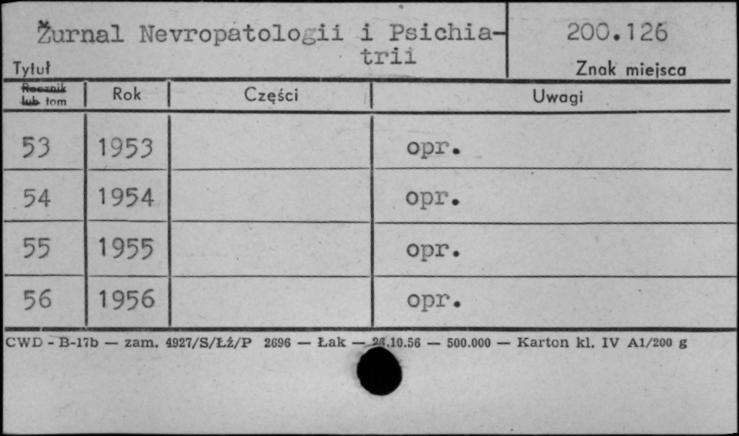 Žurnal Nevropatologii i Psichia- 200.126
trii
Tytuł Znak miejsca
Rocznik lub tom Rok Części Uwagi
53 1953 opr.
54 1954 opr.
55 1955 opr.
56 1956 opr.
CWD - B-17b — zam. 4927/S/Łź/P 2696 — Łak — 26.10.56 — 500.000 — Karton kl. IV A1/200 g